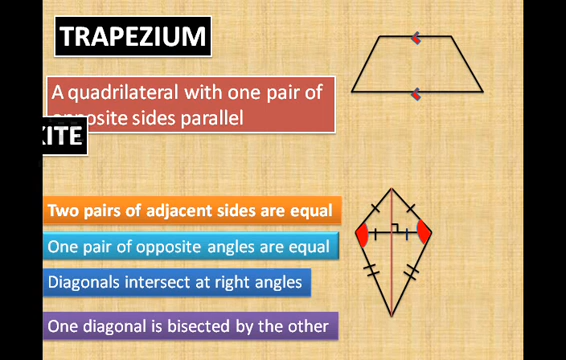 TRAPEZIUM
A quadrilateral with one pair of
opposite sides parallel
KITE
Two pairs of adjacent sides are equal
One pair of opposite angles are equal
Diagonals intersect at right angles
One diagonal is bisected by the other